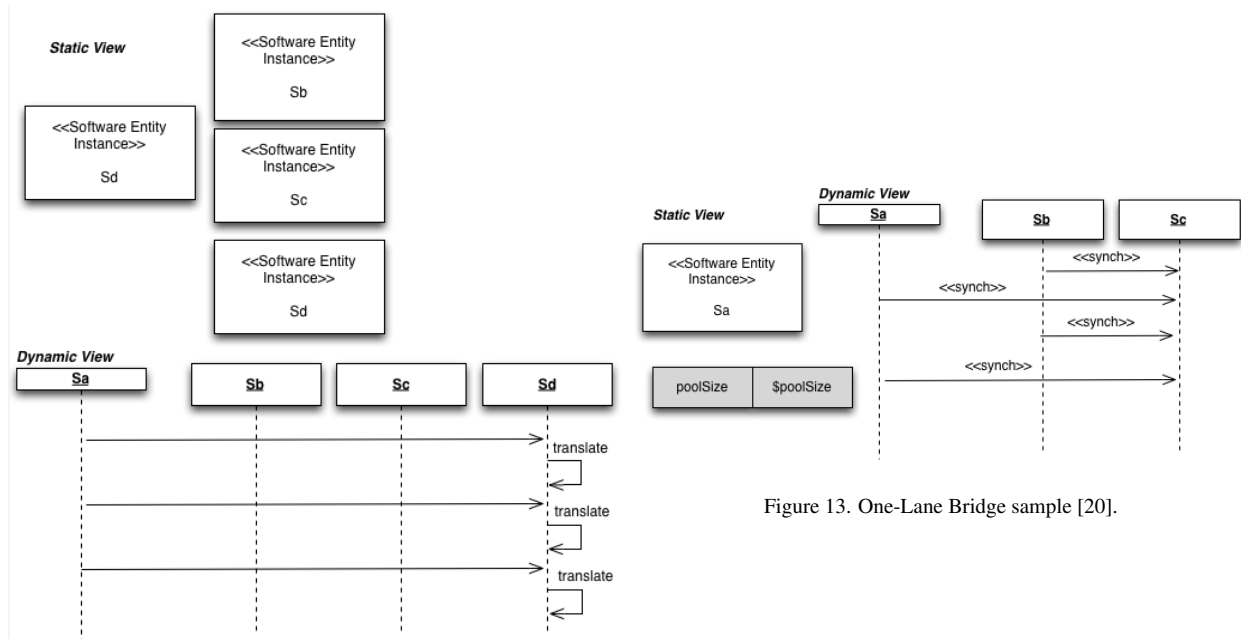 Static View
<<Software Entity
Instance>>
Sb
<<Software Entity
Instance>>
Sd
<<Software Entity
Instance>>
Sc
<<Software Entity
Instance>>
Sd
Dynamic View
Sa
Sb
Sc
Sd
translate
translate
translate
Static View
Dynamic View
Sa
Sb
Sc
<<Software Entity
Instance>>
Sa
<<synch>>
<<synch>>
<<synch>>
<<synch>>
poolSize
$poolSize
Figure 13. One-Lane Bridge sample [20].